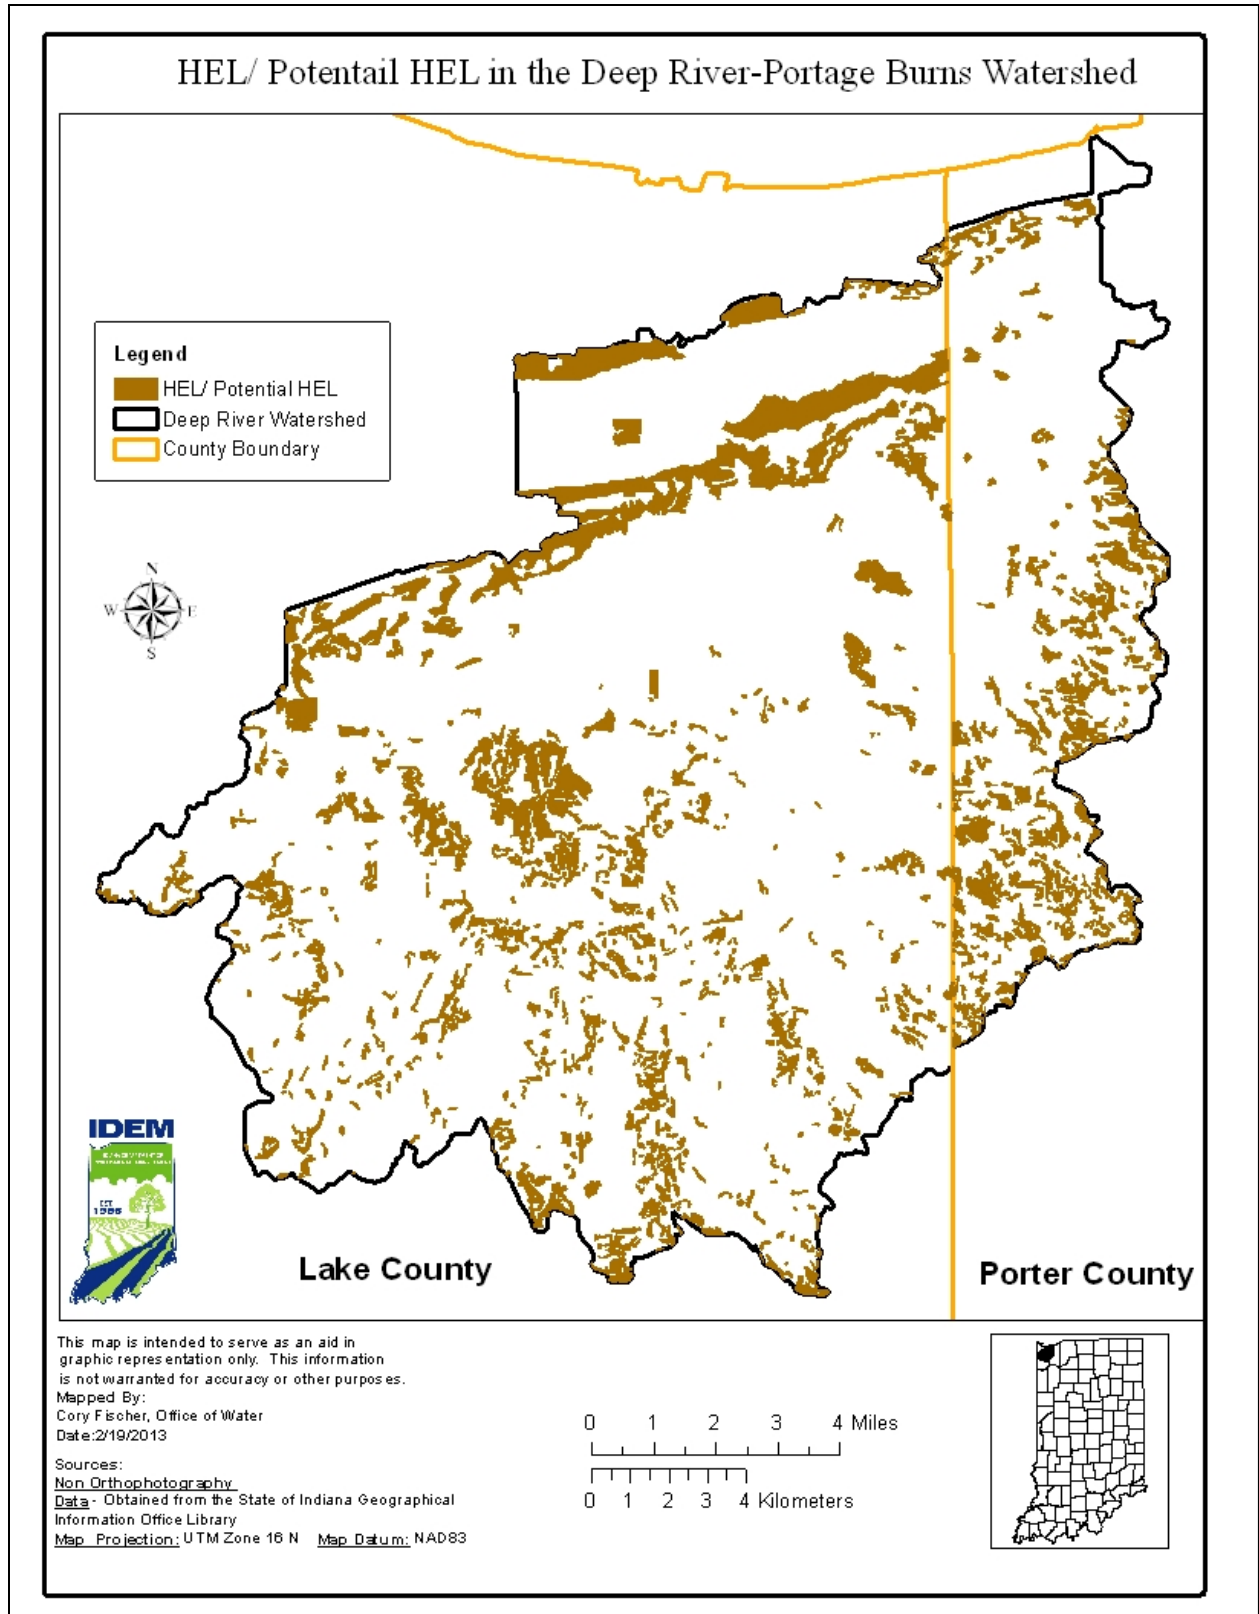 HEL/ Potentail HEL in the Deep River-Portage Burns Watershed
Legend
HEL/ Potential HEL
Deep River Watershed
County Boundary
N
W E
S
IDEM
EST.
1986
Lake County
Porter County
This map is intended to serve as an aid in
graphic representation only. This information
is not warranted for accuracy or other purposes.
Mapped By:
Cory Fischer, Office of Water
Date:2/19/2013
Sources:
Non Orthophotography
Data - Obtained from the State of Indiana Geographical
Information Office Library
Map Projection: UTM Zone 16 N Map Datum: NAD83
0 1 2 3 4 Miles
0 1 2 3 4 Kilometers